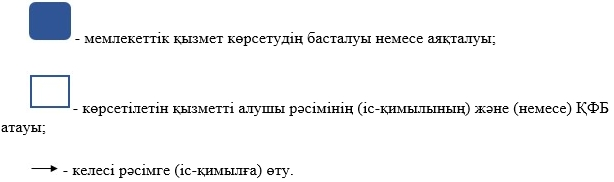 - мемлекеттік қызмет көрсетудің басталуы немесе аяқталуы;
- көрсетілетін қызметті алушы рәсімінің (іс-қимылының) және (немесе) ҚФБ
атауы;
- келесі рәсімге (іс-қимылға) өту.